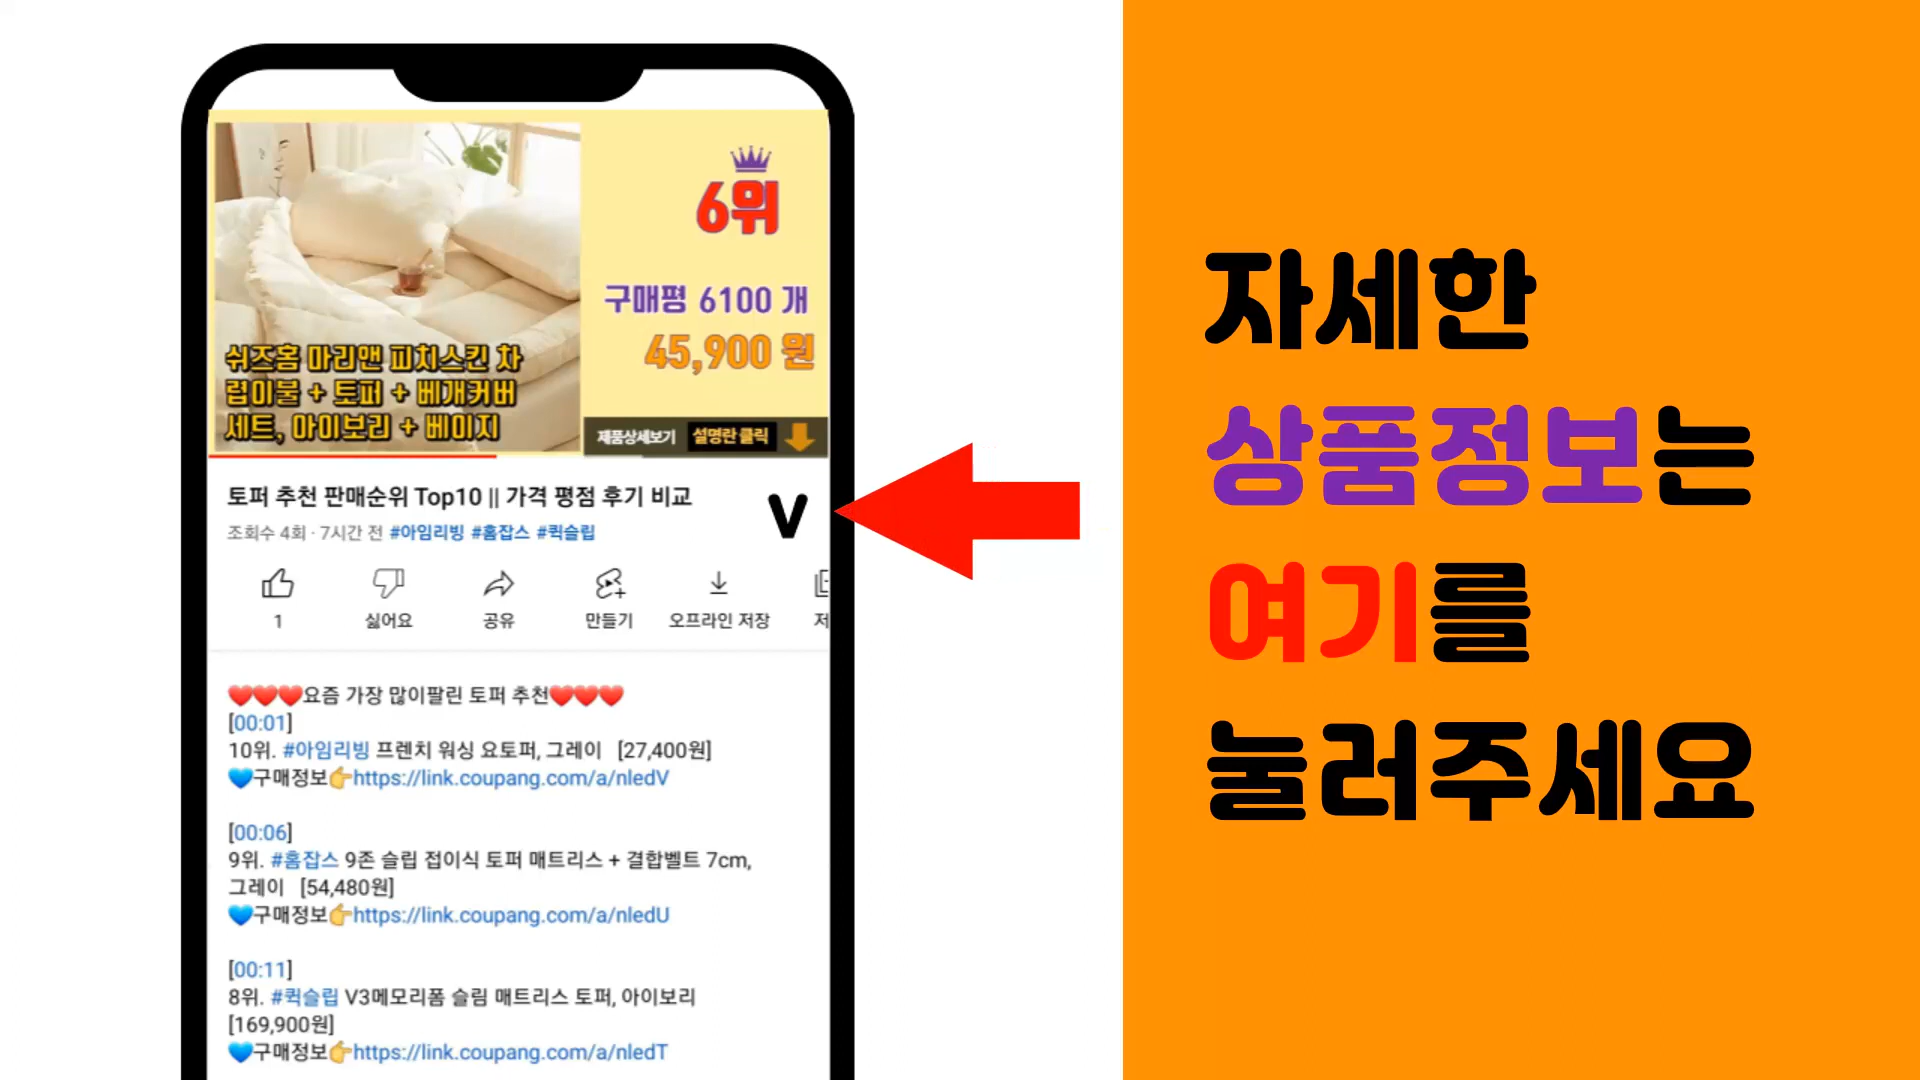 6위
구매평 6100 개
45,900 원
쉬즈홈 마리앤 피치스킨 차
렵이불 + 토퍼 + 베개커버
세트, 아이보리 + 베이지
제품상세보기 설명란 클릭
토퍼 추천 판매순위 Top10 || 가격 평점 후기 비교
V
조회수 4회 · 7시간 전 #아임리빙 #홈잡스 #퀵슬립
1 싫어요 공유 만들기 오프라인 저장 저
❤️❤️❤️요즘 가장 많이팔린 토퍼 추천❤️❤️❤️
[00:01]
10위. #아임리빙 프렌치 워싱 요토퍼, 그레이 [27,400원]
💙구매정보👉https://link.coupang.com/a/nledV
[00:06]
9위. #홈잡스 9존 슬립 접이식 토퍼 매트리스 + 결합벨트 7cm,
그레이 [54,480원]
💙구매정보👉https://link.coupang.com/a/nledU
[00:11]
8위. #퀵슬립 V3메모리폼 슬림 매트리스 토퍼, 아이보리
[169,900원]
💙구매정보👉https://link.coupang.com/a/nledT
자세한
상품정보는
여기를
눌러주세요